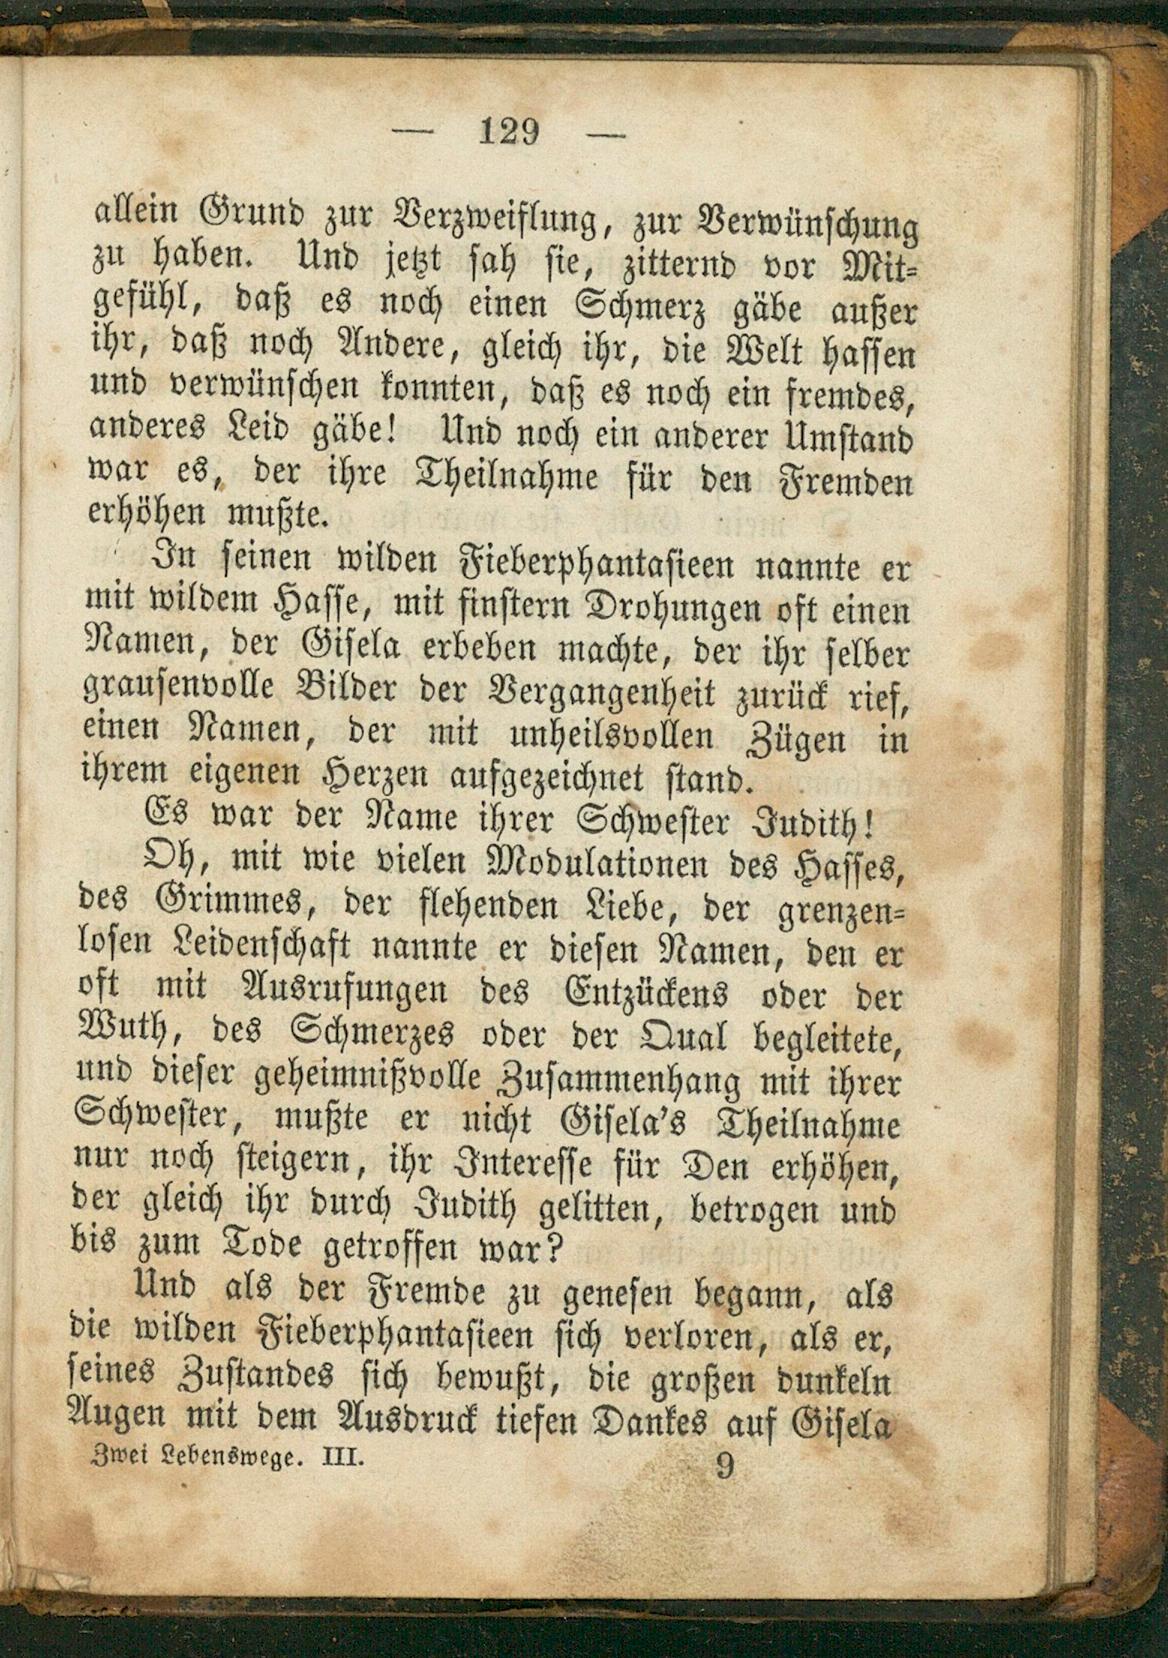 — 129 —
allein Grund zur Verzweiflung, zur Verwünschung
zu haben. Und jetzt sah sie, zitternd vor Mit-
gefühl, daß es noch einen Schmerz gäbe außer
ihr, daß noch Andere, gleich ihr, die Welt hassen
und verwünschen konnten, daß es noch ein fremdes,
anderes Leid gäbe! Und noch ein anderer Umstand
war es, der ihre Theilnahme für den Fremden
erhöhen mußte.
In seinen wilden Fieberphantasieen nannte er
mit wildem Hasse, mit finstern Drohungen oft einen
Namen, der Gisela erbeben machte, der ihr selber
grausenvolle Bilder der Vergangenheit zurück rief,
einen Namen, der mit unheilsvollen Zügen in
ihrem eigenen Herzen aufgezeichnet stand.
Es war der Name ihrer Schwester Judith!
Oh, mit wie vielen Modulationen des Hasses,
des Grimmes, der flehenden Liebe, der grenzen-
losen Leidenschaft nannte er diesen Namen, den er
oft mit Ausrufungen des Entzückens oder der
Wuth, des Schmerzes oder der Qual begleitete,
und dieser geheimnißvolle Zusammenhang mit ihrer
Schwester, mußte er nicht Gisela's Theilnahme
nur noch steigern, ihr Interesse für Den erhöhen,
der gleich ihr durch Judith gelitten, betrogen und
bis zum Tode getroffen war?
Und als der Fremde zu genesen begann, als
die wilden Fieberphantasieen sich verloren, als er,
seines Zustandes sich bewußt, die großen dunkeln
Augen mit dem Ausdruck tiefen Dankes auf Gisela
Zwei Lebenswege. III. 9